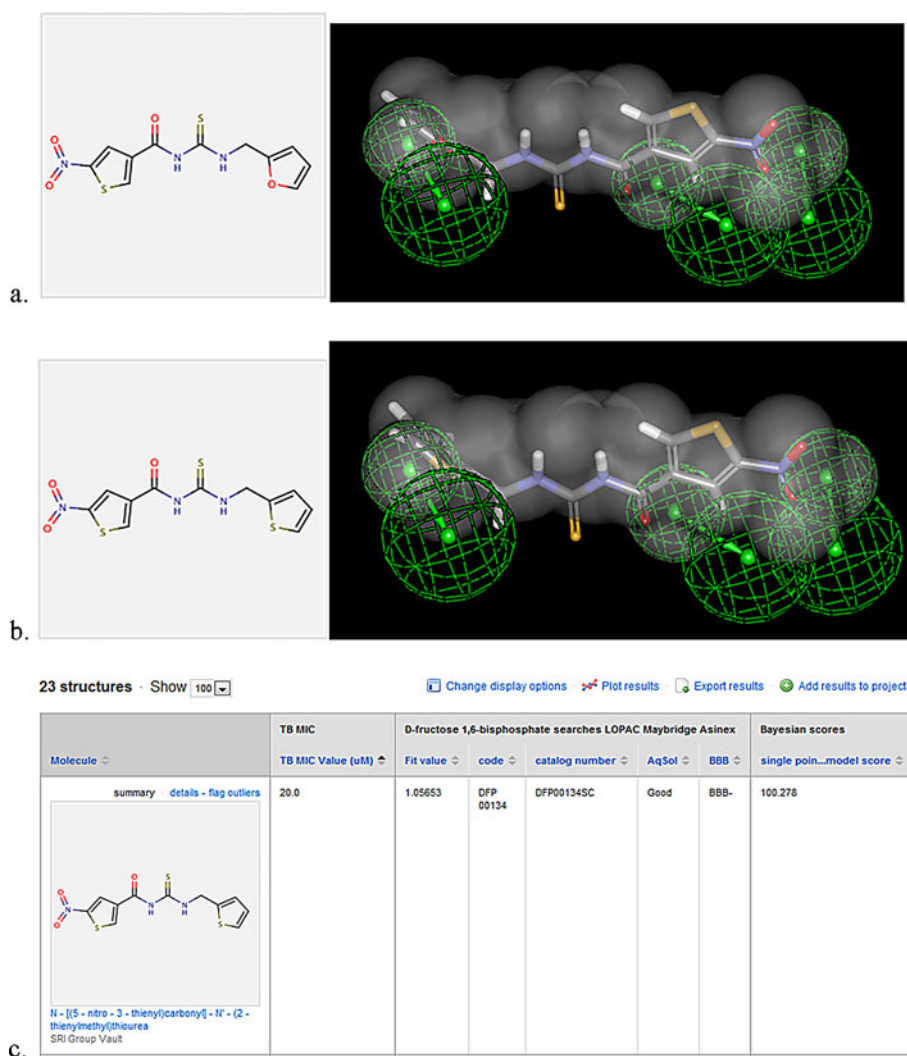 O
S
O
N
O
S
N
H
N
H
O
a.
O
S
O
N
O
S
N
H
N
H
S
b.
23 structures · Show 100
Change display options · Plot results · Export results · Add results to project
TB MIC
D-fructose 1,6-bisphosphate searches LOPAC Maybridge Asinex
Bayesian scores
Molecule
TB MIC Value (uM)
Fit value
code
catalog number
AqSol
BBB
single poin...model score
summary · details - flag outliers
20.0
1.05653
DFP
00134
DFP00134SC
Good
BBB-
100.278
O
S
O
N
O
S
N
H
N
H
S
N - [(5 - nitro - 3 - thienyl)carbonyl] - N' - (2 -
thienylmethyl)thiourea
SRI Group Vault
c.